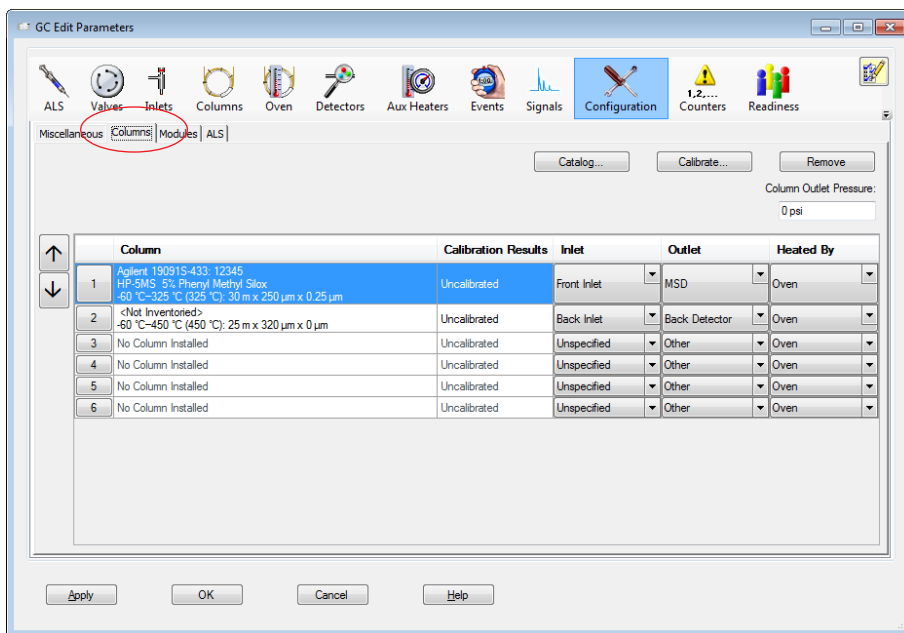 GC Edit Parameters
ALS Valves Inlets Columns Oven Detectors Aux Heaters Events Signals Configuration 1,2,... Counters Readiness
Miscellaneous Columns Modules ALS
Catalog... Calibrate... Remove
Column Outlet Pressure:
0 psi
Column Calibration Results Inlet Outlet Heated By
1 Agilent 19091S-433: 12345
HP-5MS 5% Phenyl Methyl Silox
-60 °C–325 °C (325 °C): 30 m x 250 µm x 0.25 µm
Uncalibrated Front Inlet MSD Oven
2 <Not Inventoried>
-60 °C–450 °C (450 °C): 25 m x 320 µm x 0 µm
Uncalibrated Back Inlet Back Detector Oven
3 No Column Installed Uncalibrated Unspecified Other Oven
4 No Column Installed Uncalibrated Unspecified Other Oven
5 No Column Installed Uncalibrated Unspecified Other Oven
6 No Column Installed Uncalibrated Unspecified Other Oven
Apply OK Cancel Help